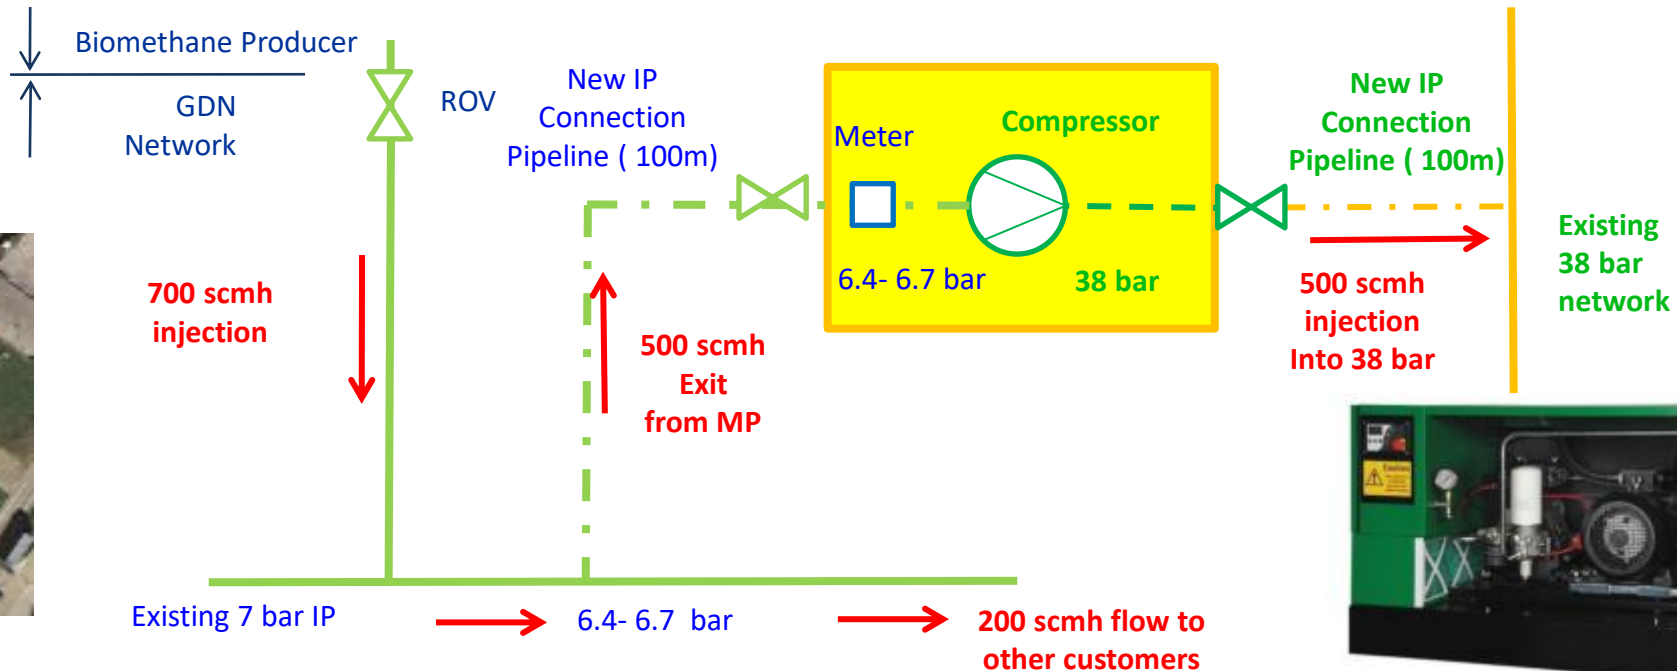 Biomethane Producer
GDN
Network
ROV
New IP
Connection
Pipeline ( 100m)
Meter
Compressor
6.4- 6.7 bar
38 bar
New IP
Connection
Pipeline ( 100m)
Existing
38 bar
network
700 scmh
injection
500 scmh
Exit
from MP
500 scmh
injection
Into 38 bar
Existing 7 bar IP
6.4- 6.7  bar
200 scmh flow to
other customers